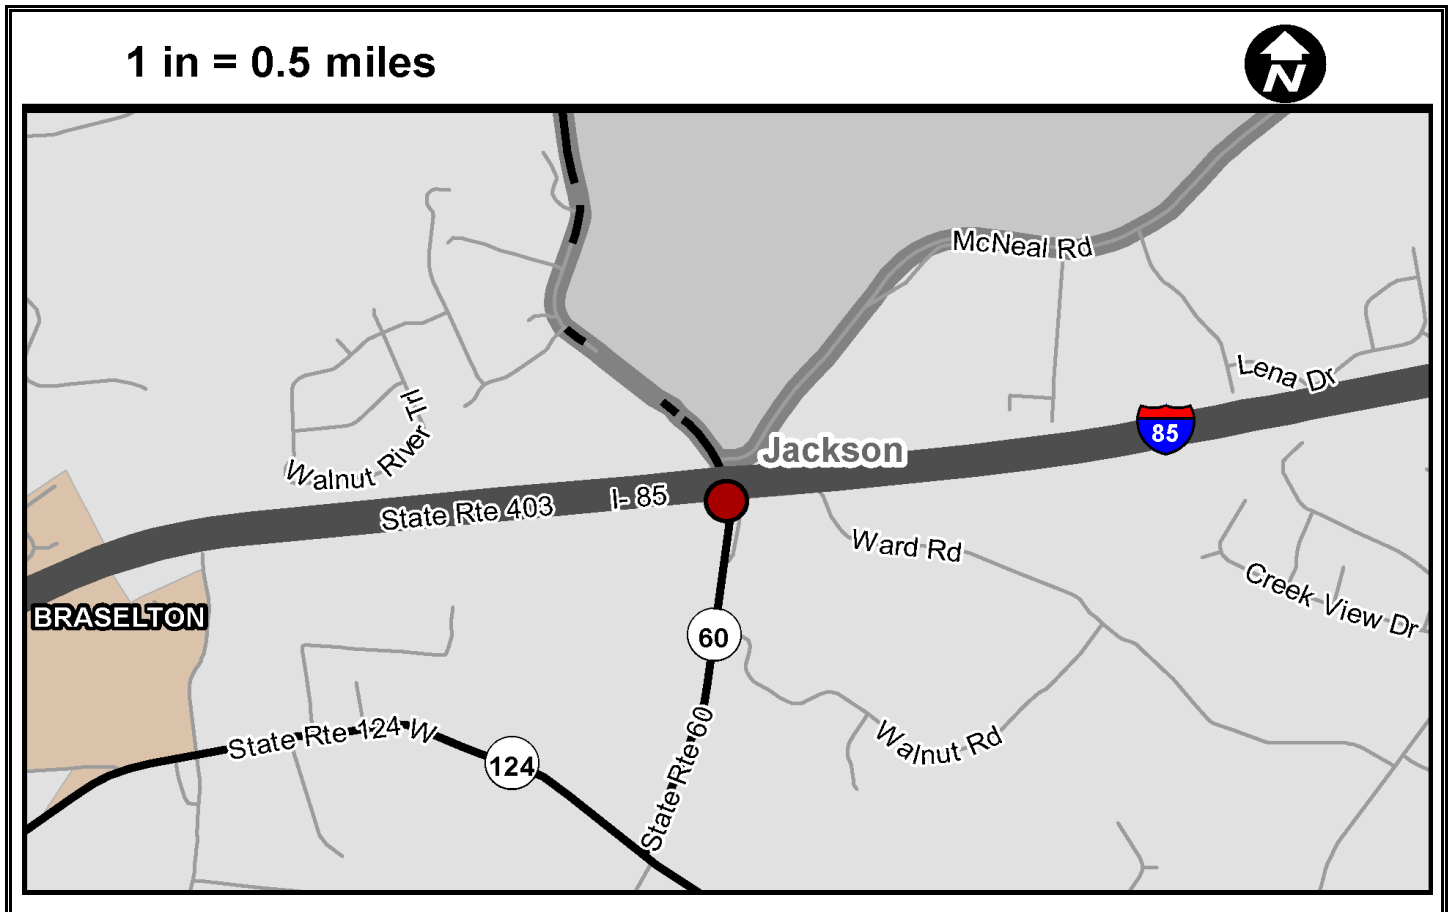 1 in = 0.5 miles
N
McNeal Rd
Lena Dr
Walnut River Trl
Jackson
85
State Rte 403
I- 85
Ward Rd
Creek View Dr
BRASELTON
60
State Rte 124 W
124
State Rte 60
Walnut Rd